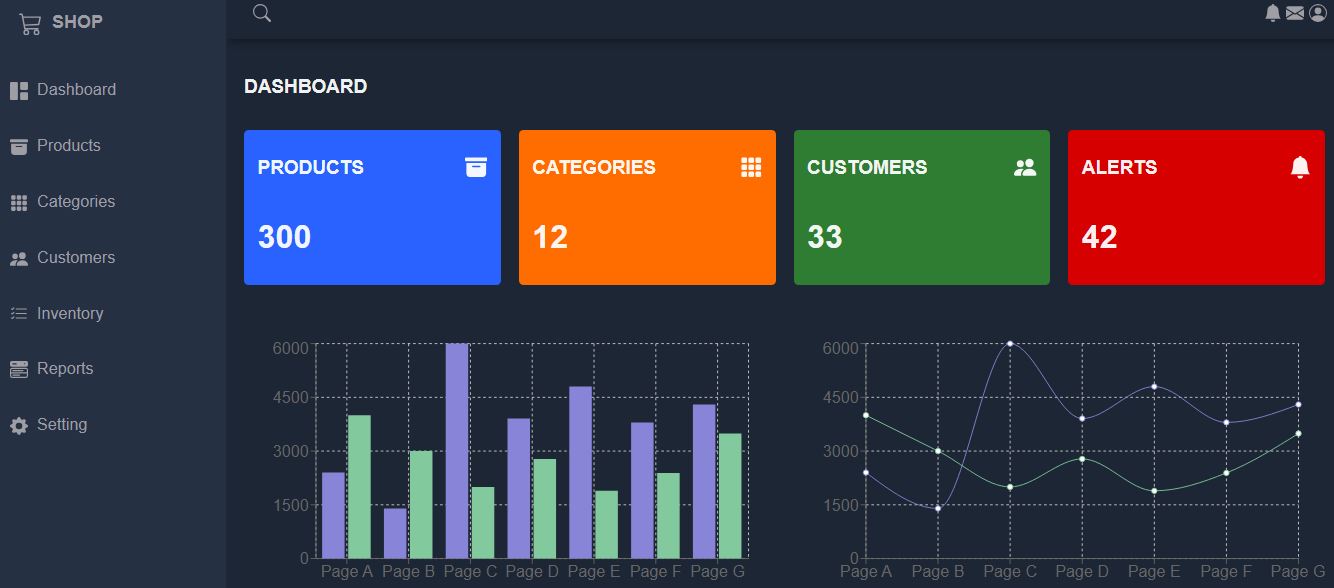 SHOP
Dashboard
Products
Categories
Customers
Inventory
Reports
Setting
DASHBOARD
PRODUCTS
300
CATEGORIES
12
CUSTOMERS
33
ALERTS
42
6000
4500
3000
1500
0
Page A Page B Page C Page D Page E Page F Page G
6000
4500
3000
1500
0
Page A Page B Page C Page D Page E Page F Page G